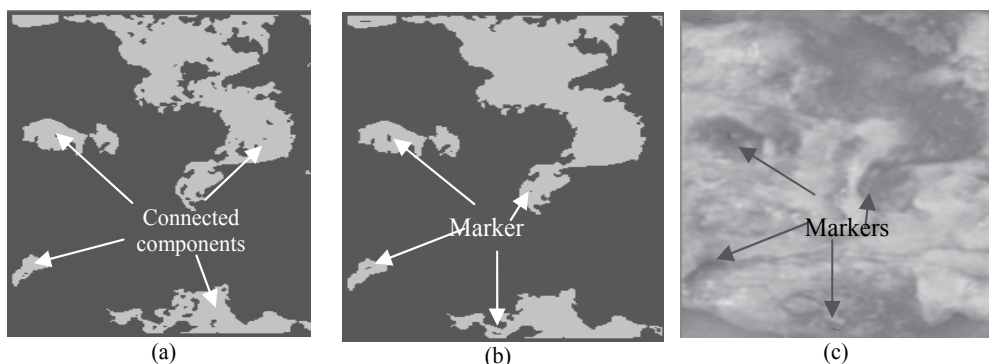 Connected
components
Marker
Markers
(a)
(b)
(c)